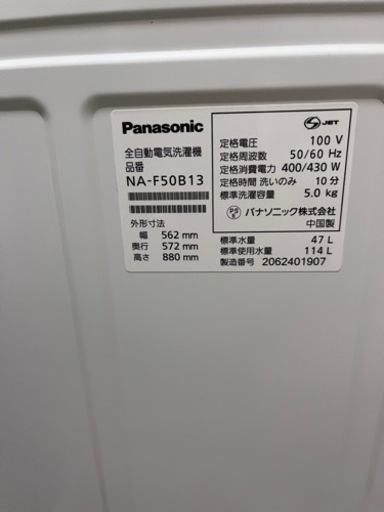 Panasonic
全自動電気洗濯機
品番
NA-F50B13
外形寸法
幅 562 mm
奥行 572 mm
高さ 880 mm
JET
定格電圧 100 V
定格周波数 50/60 Hz
定格消費電力 400/430 W
定格時間 洗いのみ 10分
標準洗濯容量 5.0 kg
パナソニック株式会社
中国製
標準水量 47 L
標準使用水量 114 L
製造番号 2062401907